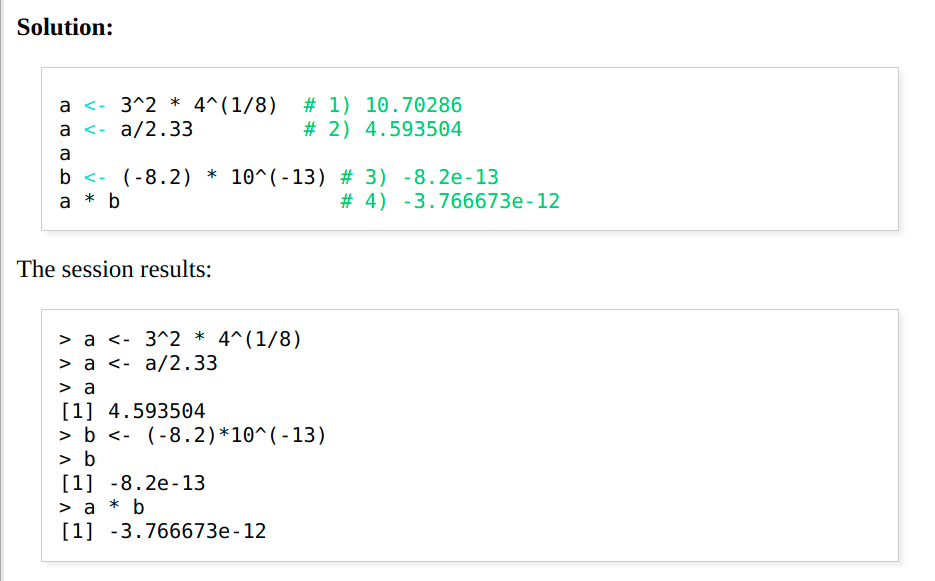 Solution:
a <- 3^2 * 4^(1/8)  # 1) 10.70286
a <- a/2.33         # 2) 4.593504
a
b <- (-8.2) * 10^(-13) # 3) -8.2e-13
a * b                  # 4) -3.766673e-12
The session results:
> a <- 3^2 * 4^(1/8)
> a <- a/2.33
> a
[1] 4.593504
> b <- (-8.2)*10^(-13)
> b
[1] -8.2e-13
> a * b
[1] -3.766673e-12